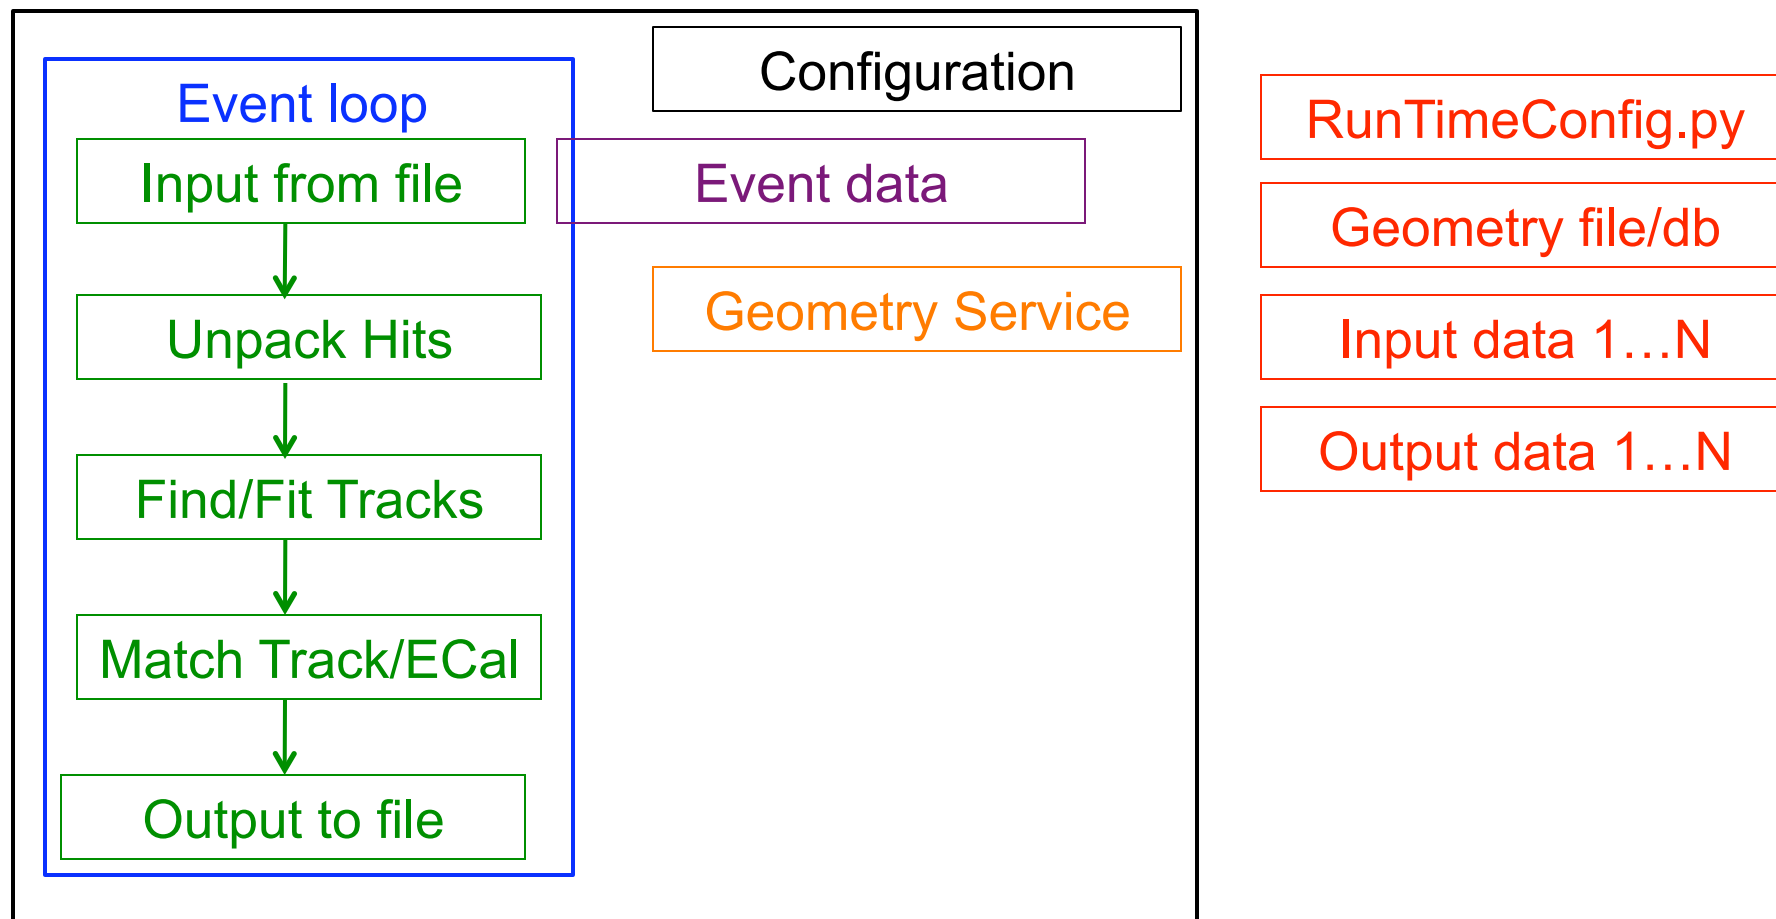 Configuration
Event loop
Input from file
Event data
Unpack Hits
Geometry Service
Find/Fit Tracks
Match Track/ECal
Output to file
RunTimeConfig.py
Geometry file/db
Input data 1…N
Output data 1…N